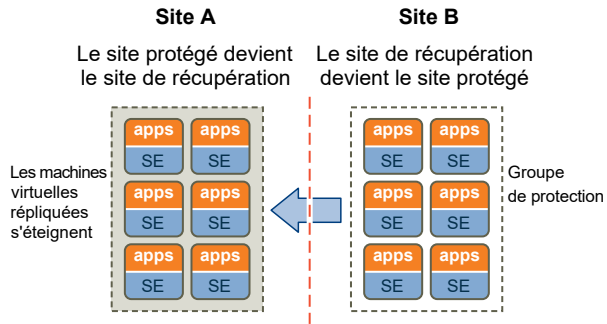 Site A
Le site protégé devient
le site de récupération
Site B
Le site de récupération
devient le site protégé
Les machines
virtuelles
répliquées
s'éteignent
apps apps
SE SE
apps apps
SE SE
apps apps
SE SE
apps apps
SE SE
apps apps
SE SE
apps apps
SE SE
Groupe
de protection